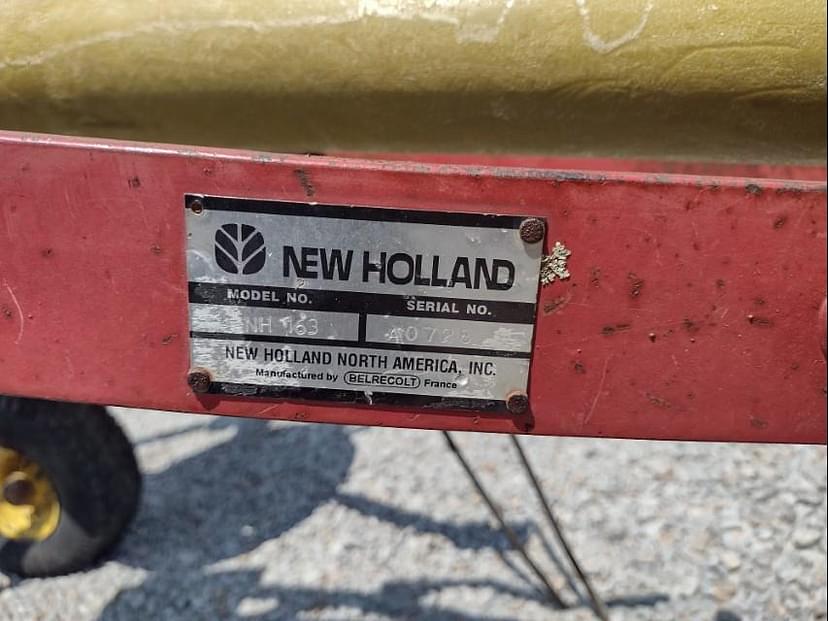 NEW HOLLAND
MODEL NO. SERIAL NO.
NH 163
NEW HOLLAND NORTH AMERICA, INC.
Manufactured by BELRECOLT France